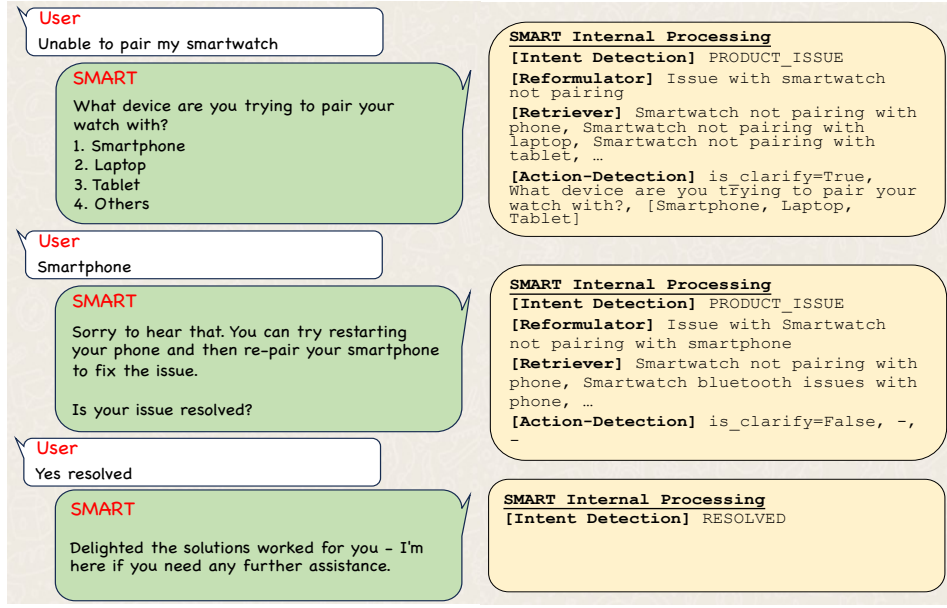 User
Unable to pair my smartwatch
SMART
What device are you trying to pair your
watch with?
1. Smartphone
2. Laptop
3. Tablet
4. Others
SMART Internal Processing
[Intent Detection] PRODUCT_ISSUE
[Reformulator] Issue with smartwatch
not pairing
[Retriever] Smartwatch not pairing with
phone, Smartwatch not pairing with
laptop, Smartwatch not pairing with
tablet, …
[Action-Detection] is_clarify=True,
What device are you trying to pair your
watch with?, [Smartphone, Laptop,
Tablet]
User
Smartphone
SMART
Sorry to hear that. You can try restarting
your phone and then re-pair your smartphone
to fix the issue.
Is your issue resolved?
SMART Internal Processing
[Intent Detection] PRODUCT_ISSUE
[Reformulator] Issue with Smartwatch
not pairing with smartphone
[Retriever] Smartwatch not pairing with
phone, Smartwatch bluetooth issues with
phone, …
[Action-Detection] is_clarify=False, -,
-
User
Yes resolved
SMART
Delighted the solutions worked for you - I'm
here if you need any further assistance.
SMART Internal Processing
[Intent Detection] RESOLVED